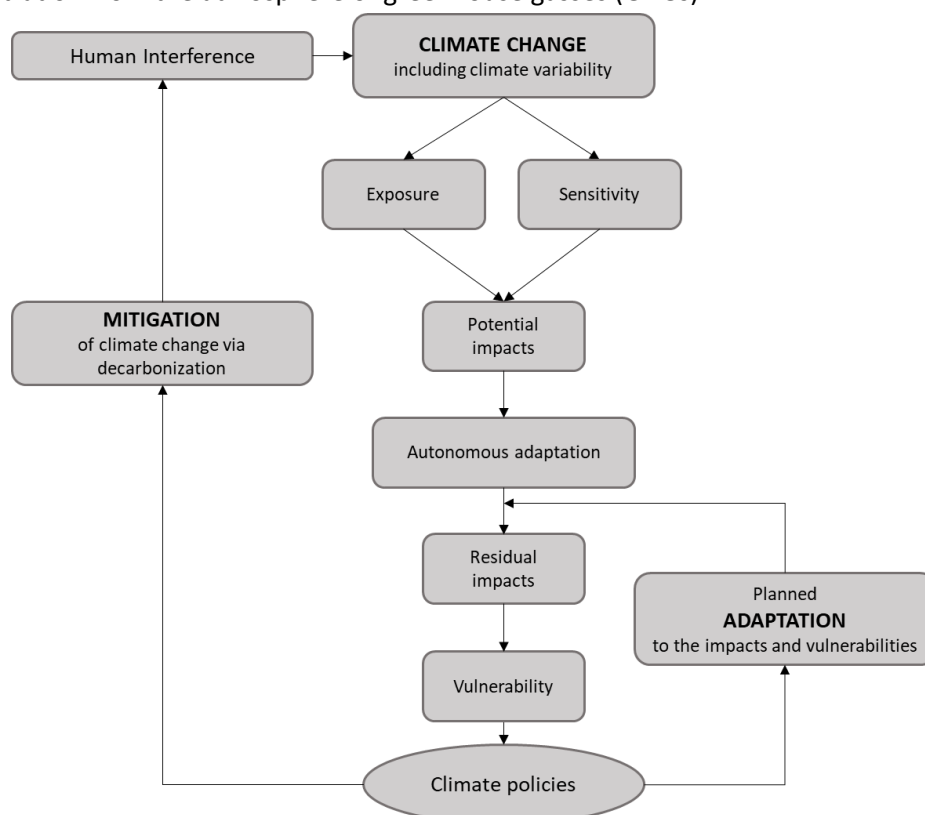 Human Interference
CLIMATE CHANGE
including climate variability
Exposure
Sensitivity
MITIGATION
of climate change via
decarbonization
Potential
impacts
Autonomous adaptation
Residual
impacts
Planned
ADAPTATION
to the impacts and vulnerabilities
Vulnerability
Climate policies